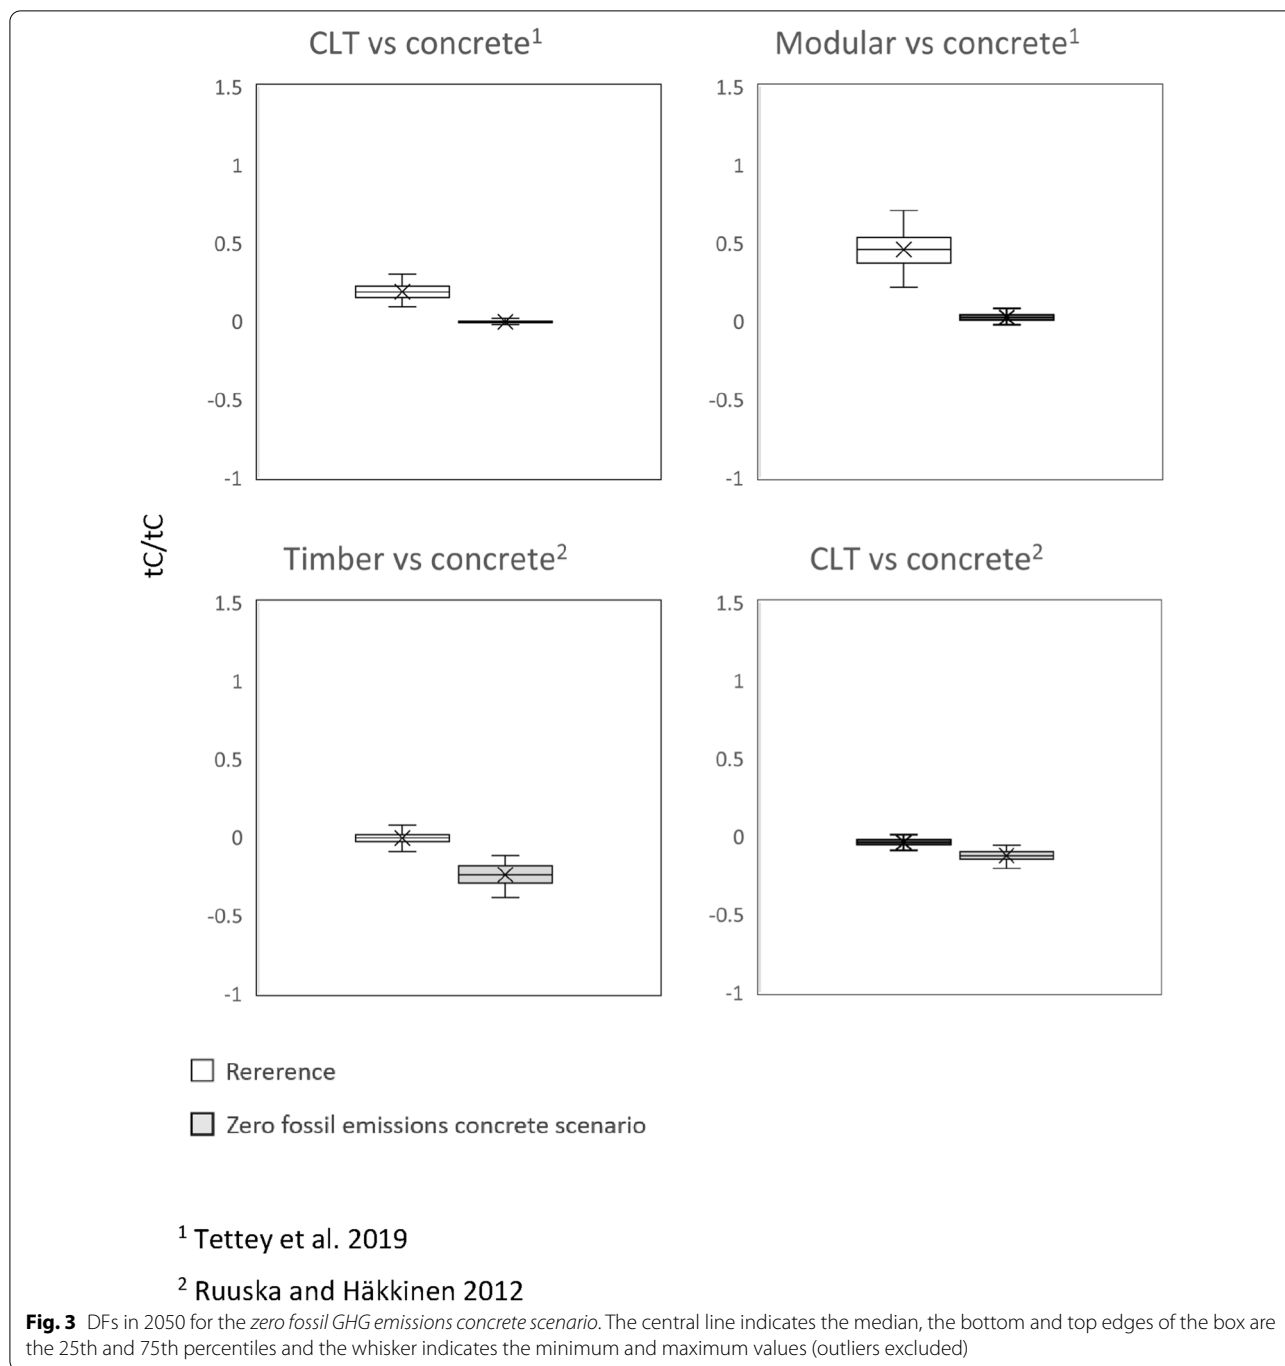 CLT vs concrete1
1.5
1
0.5
0
-0.5
-1
Modular vs concrete1
1.5
1
0.5
0
-0.5
-1
tC/tC
Timber vs concrete2
1.5
1
0.5
0
-0.5
-1
CLT vs concrete2
1.5
1
0.5
0
-0.5
-1
Rererence
Zero fossil emissions concrete scenario
1 Tettey et al. 2019
2 Ruuska and Häkkinen 2012
Fig. 3 DFs in 2050 for the zero fossil GHG emissions concrete scenario. The central line indicates the median, the bottom and top edges of the box are
the 25th and 75th percentiles and the whisker indicates the minimum and maximum values (outliers excluded)